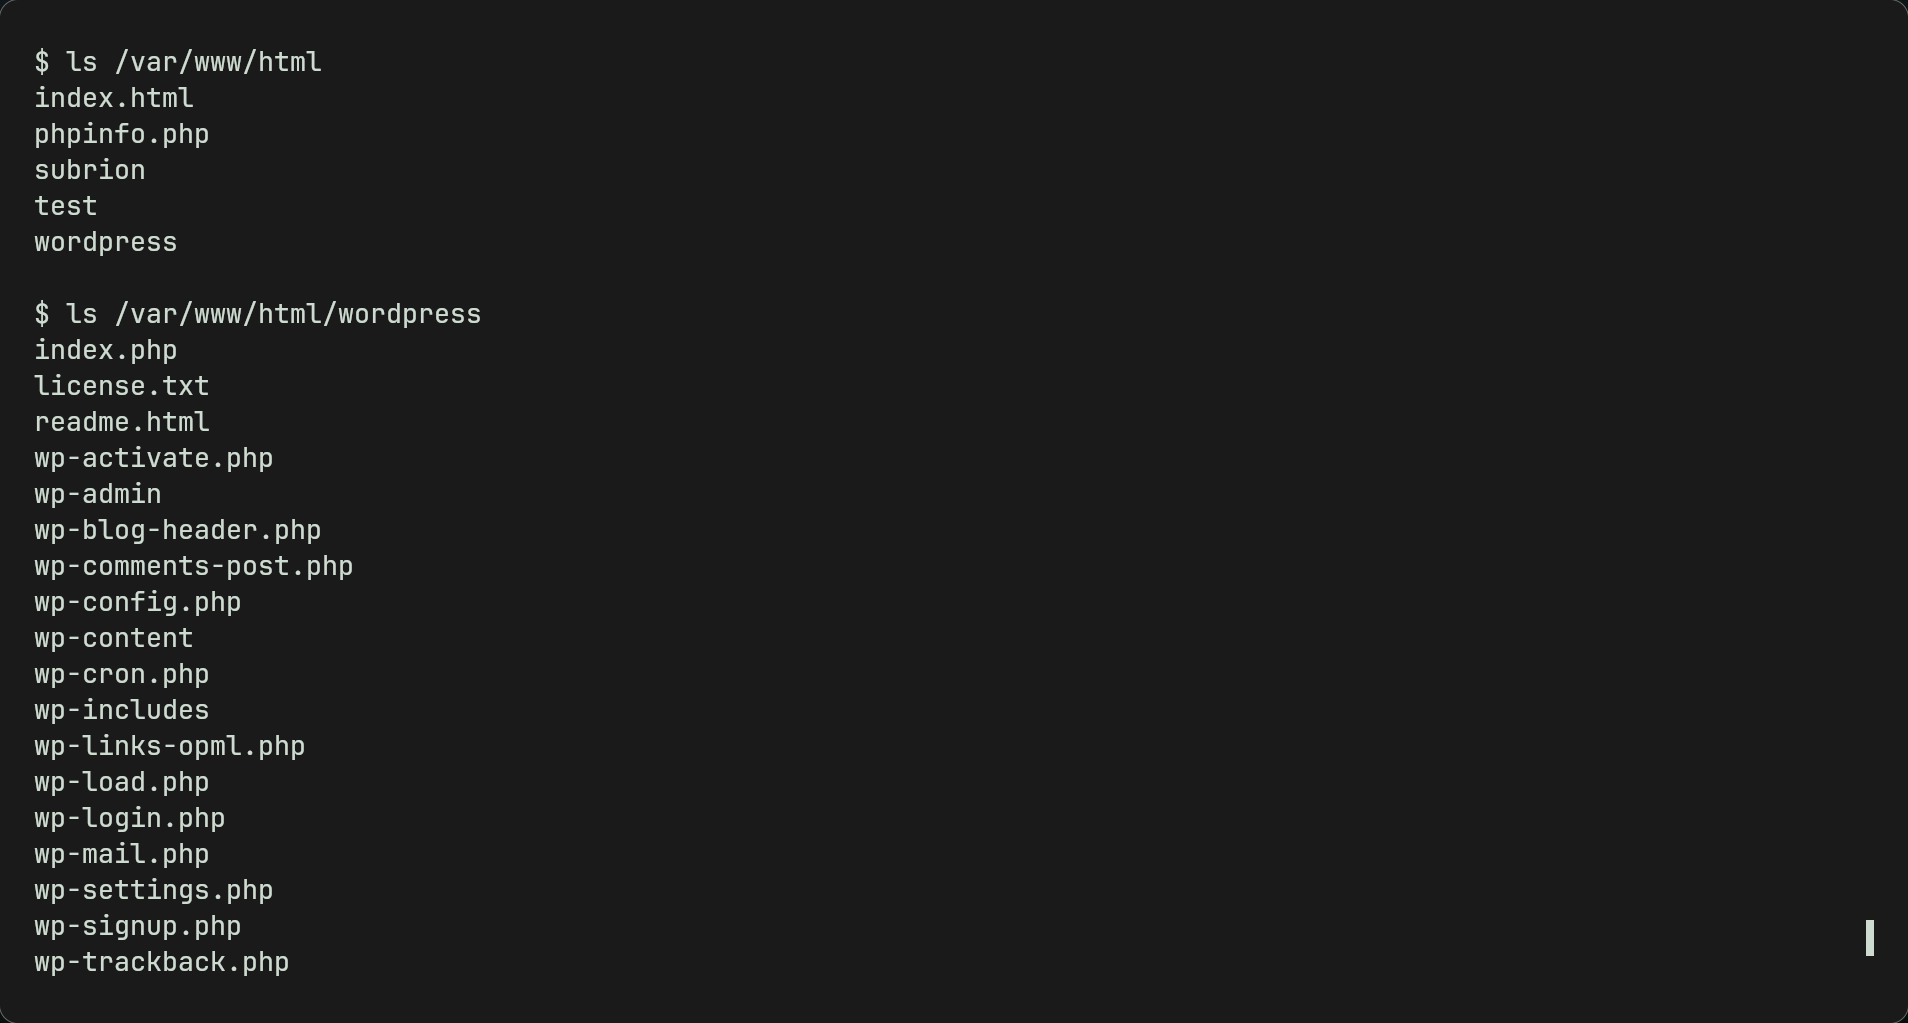 $ ls /var/www/html
index.html
phpinfo.php
subrion
test
wordpress

$ ls /var/www/html/wordpress
index.php
license.txt
readme.html
wp-activate.php
wp-admin
wp-blog-header.php
wp-comments-post.php
wp-config.php
wp-content
wp-cron.php
wp-includes
wp-links-opml.php
wp-load.php
wp-login.php
wp-mail.php
wp-settings.php
wp-signup.php
wp-trackback.php